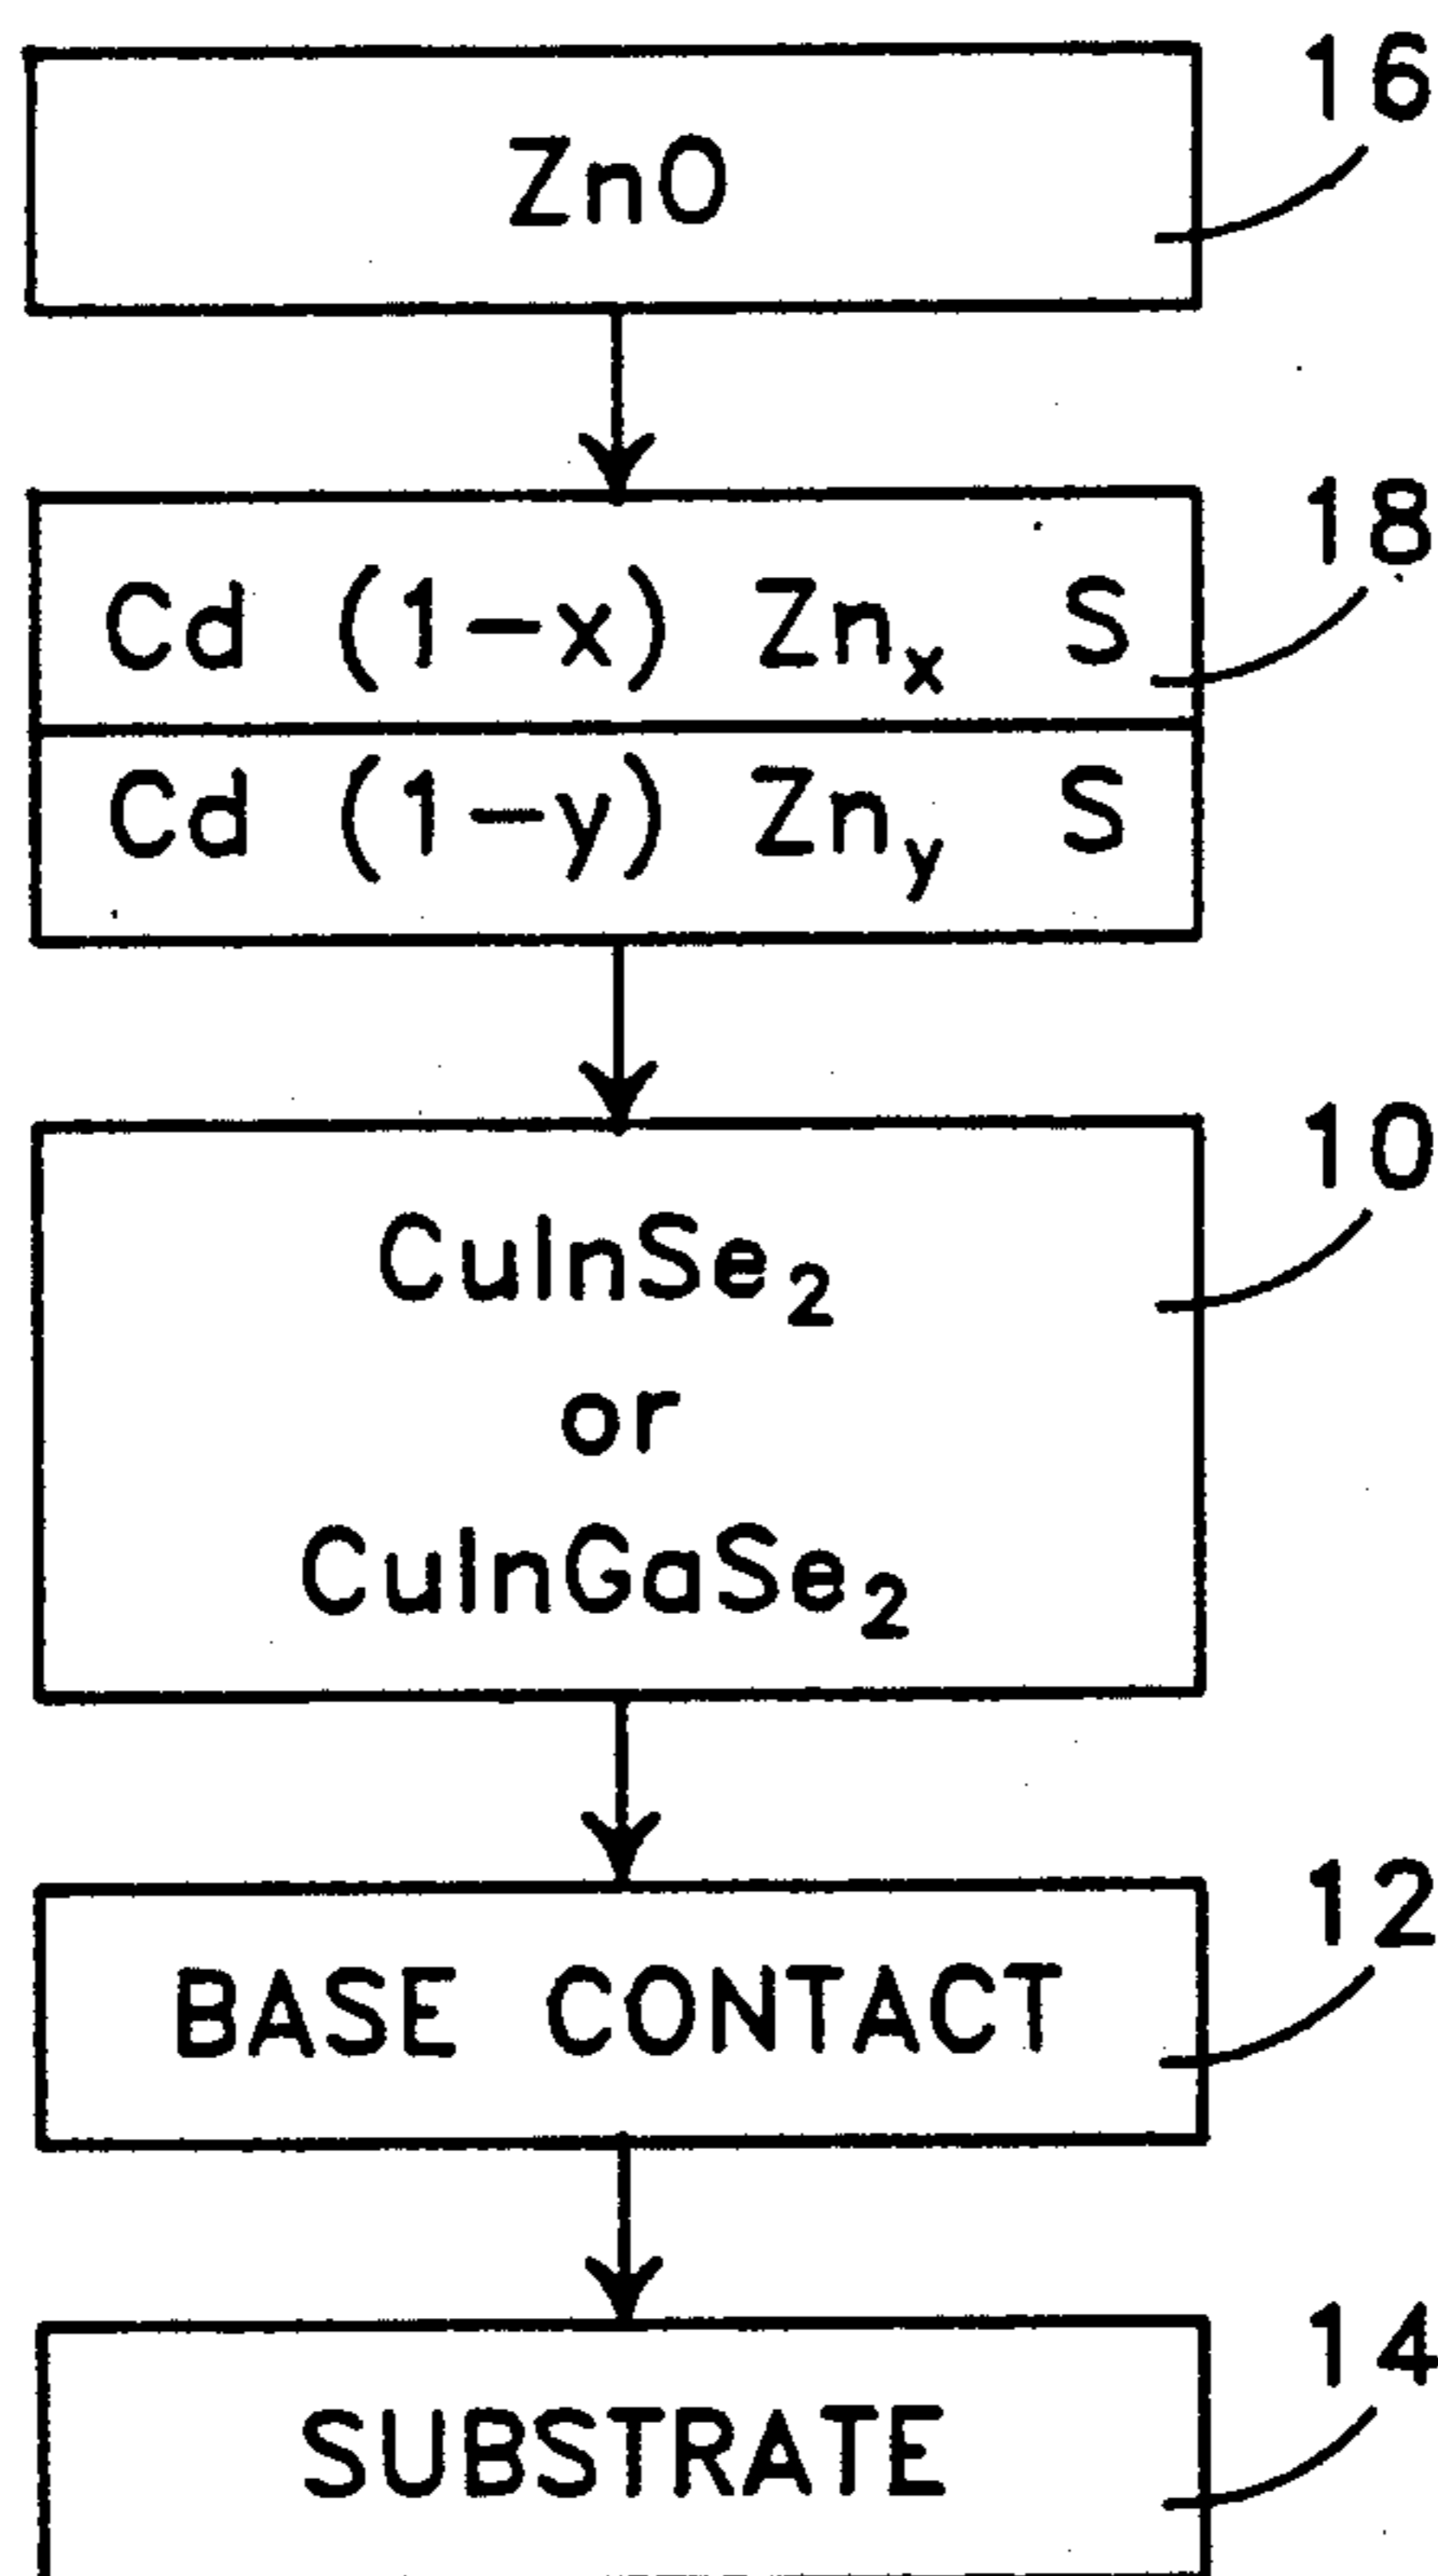 16
ZnO
18
Cd (1-x) Znₓ S
Cd (1-y) Zny S
10
CuInSe₂
or
CuInGaSe₂
12
BASE CONTACT
14
SUBSTRATE